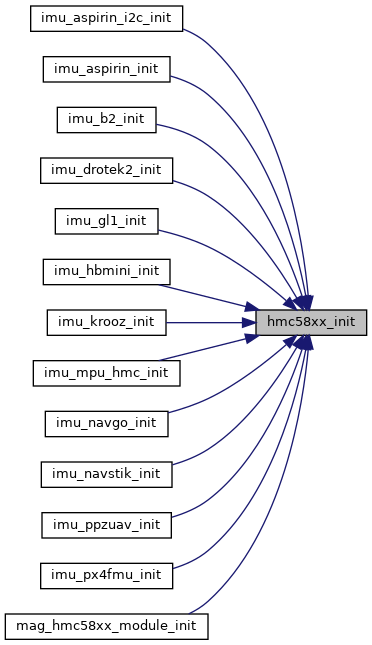 imu_aspirin_i2c_init
imu_aspirin_init
imu_b2_init
imu_drotek2_init
imu_gl1_init
imu_hbmini_init
imu_krooz_init
hmc58xx_init
imu_mpu_hmc_init
imu_navgo_init
imu_navstik_init
imu_ppzuav_init
imu_px4fmu_init
mag_hmc58xx_module_init